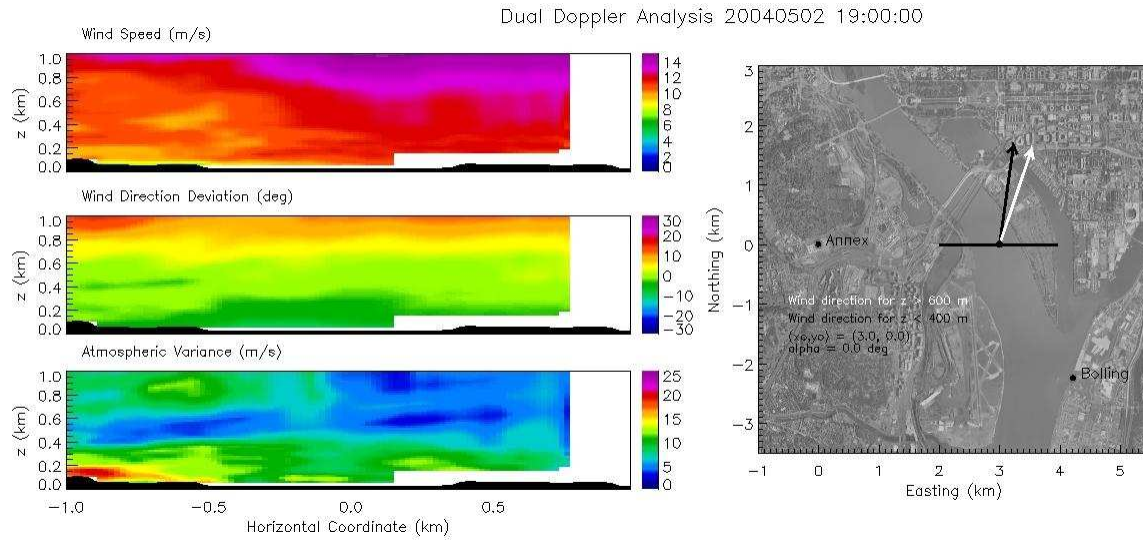 Dual Doppler Analysis 20040502 19:00:00
Wind Speed (m/s)
1.0
0.8
0.6
0.4
0.2
0.0
z (km)
14
12
10
8
6
4
2
0
Wind Direction Deviation (deg)
1.0
0.8
0.6
0.4
0.2
0.0
z (km)
30
20
10
0
-10
-20
-30
Atmospheric Variance (m/s)
1.0
0.8
0.6
0.4
0.2
0.0
z (km)
25
20
15
10
5
0
-1.0 -0.5 0.0 0.5
Horizontal Coordinate (km)
3
2
1
0
-1
-2
-3
Northing (km)
Annex
Wind direction for z > 600 m
Wind direction for z < 400 m
(xo,yo) = (3.0, 0.0)
alpha = 0.0 deg
Bolling
-1 0 1 2 3 4 5
Easting (km)